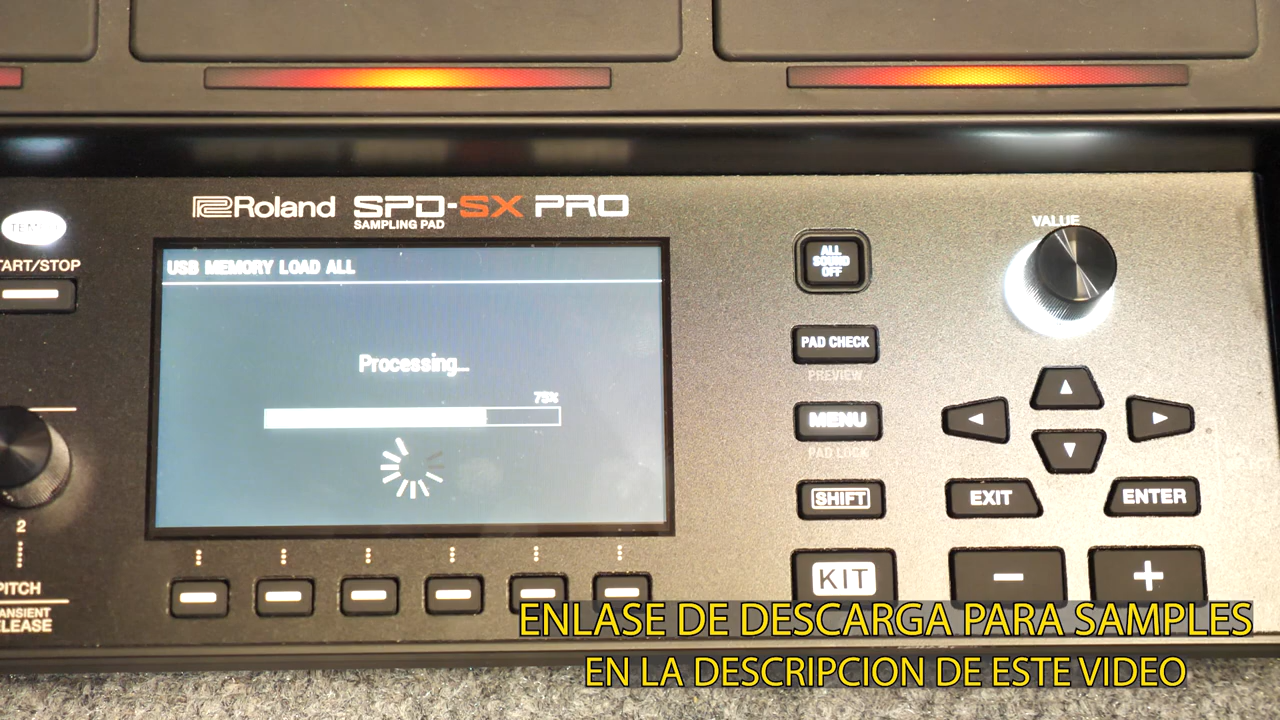 Roland SPD-SX PRO
SAMPLING PAD
VALUE
START/STOP
USB MEMORY LOAD ALL
ALL
SOUND
OFF
PAD CHECK
PREVIEW
Processing...
75%
MENU
PAD LOCK
SHIFT
EXIT
ENTER
2
PITCH
KIT
ENLASE DE DESCARGA PARA SAMPLES
EN LA DESCRIPCION DE ESTE VIDEO